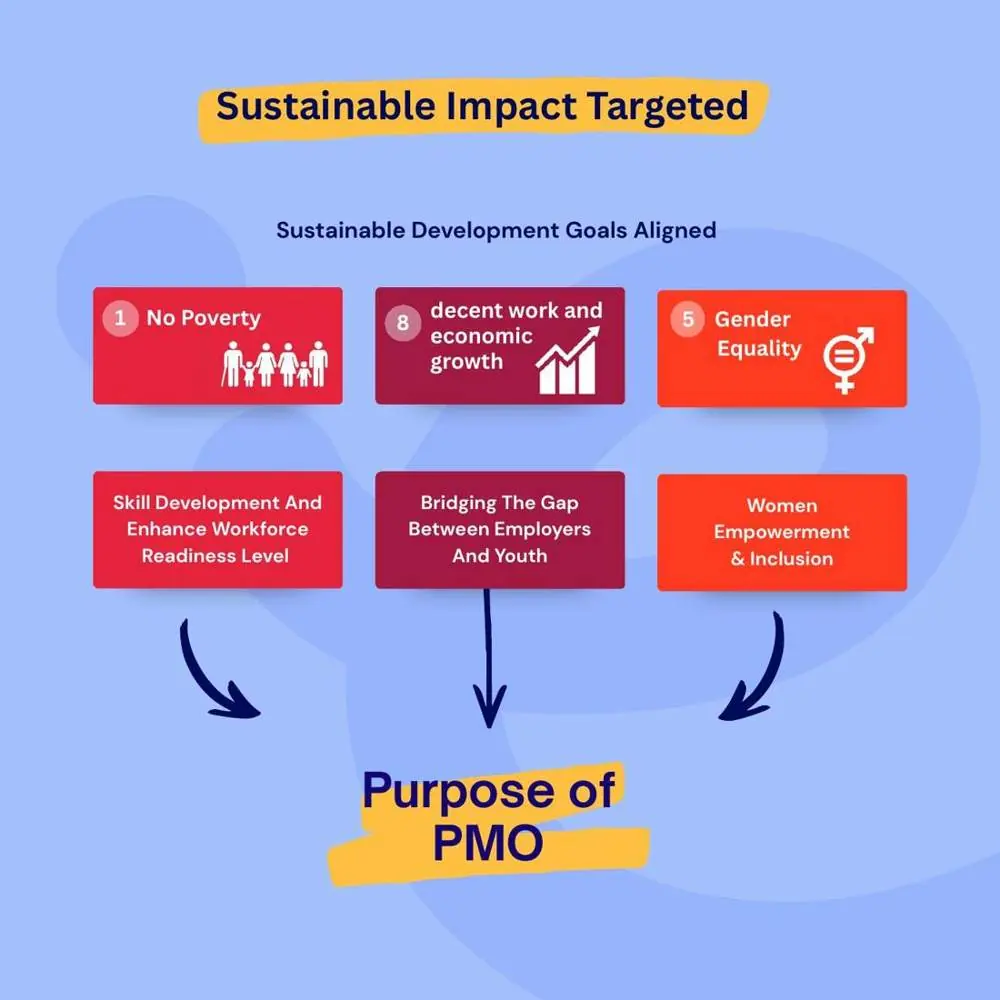 Sustainable Impact Targeted
Sustainable Development Goals Aligned
1
No Poverty
8
decent work and
economic
growth
5
Gender
Equality
Skill Development And
Enhance Workforce
Readiness Level
Bridging The Gap
Between Employers
And Youth
Women
Empowerment
& Inclusion
Purpose of
PMO